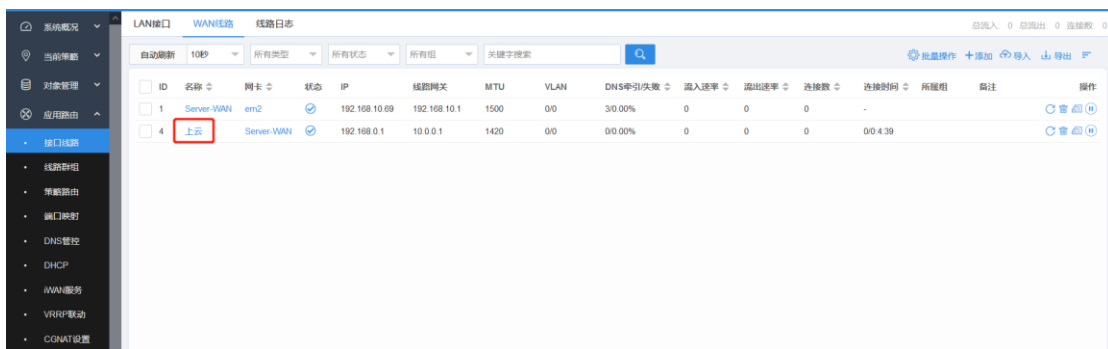 系统概况
当前策略
对象管理
应用路由
接口线路
线路群组
策略路由
端口映射
DNS管控
DHCP
iWAN服务
VRRP联动
CGNAT设置
LAN接口 WAN线路 线路日志 总流入: 0 总流出: 0 连接数: 0
自动刷新 10秒 所有类型 所有状态 所有组 关键字搜索 批量操作 +添加 导入 导出
ID 名称 网卡 状态 IP 线路网关 MTU VLAN DNS牵引/失败 流入速率 流出速率 连接数 连接时间 所属组 备注 操作
1 Server-WAN em2 192.168.10.69 192.168.10.1 1500 0/0 3/0.00% 0 0 0 -
4 上云 Server-WAN 192.168.0.1 10.0.0.1 1420 0/0 0/0.00% 0 0 0 0/0:4:39